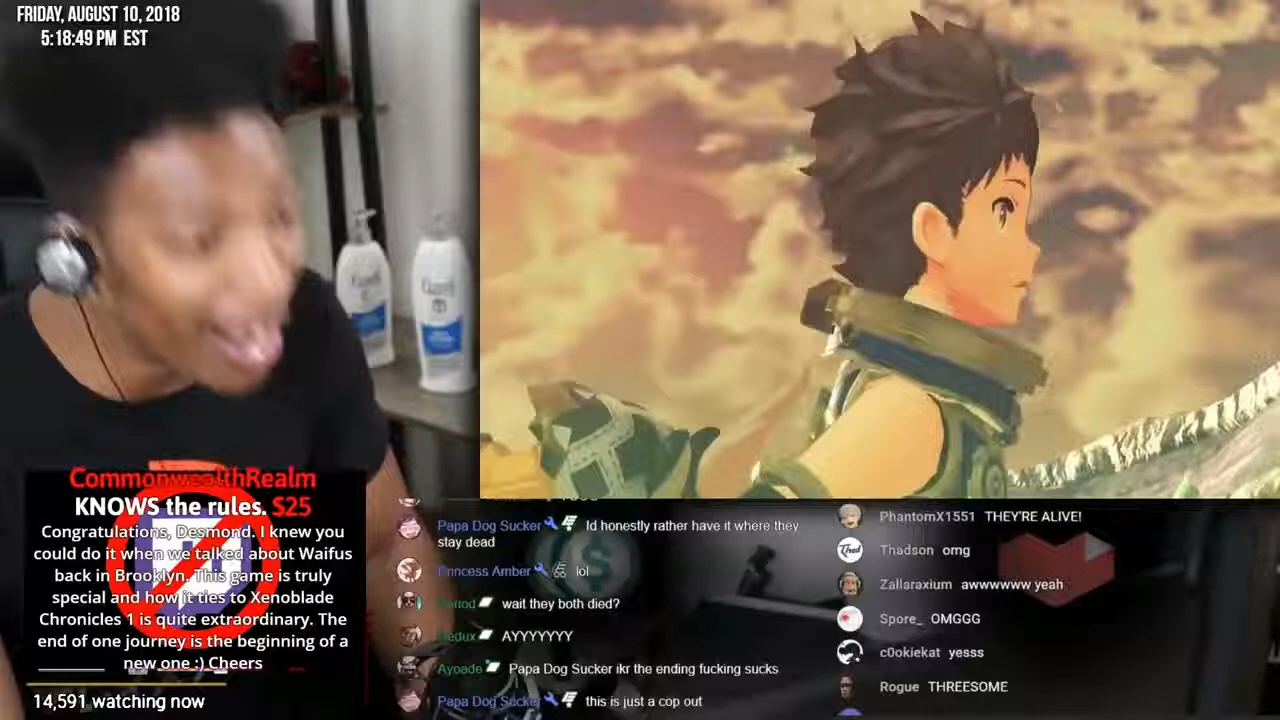 FRIDAY, AUGUST 10, 2018
5:18:49 PM EST
CommonwealthRealm
KNOWS the rules. $25
Congratulations, Desmond. I knew you
could do it when we talked about Waifus
back in Brooklyn. This game is truly
special and how it ties to Xenoblade
Chronicles 1 is quite extraordinary. The
end of one journey is the beginning of a
new one :) Cheers
14,591 watching now
Papa Dog Sucker Id honestly rather have it where they
stay dead
Princess Amber lol
wait they both died?
Redux AYYYYYYY
Ayoade Papa Dog Sucker ikr the ending fucking sucks
Papa Dog Sucker this is just a cop out
PhantomX1551 THEY'RE ALIVE!
Thadson omg
Zallaraxium awwwwww yeah
Spore_ OMGGG
c0okiekat yesss
Rogue THREESOME